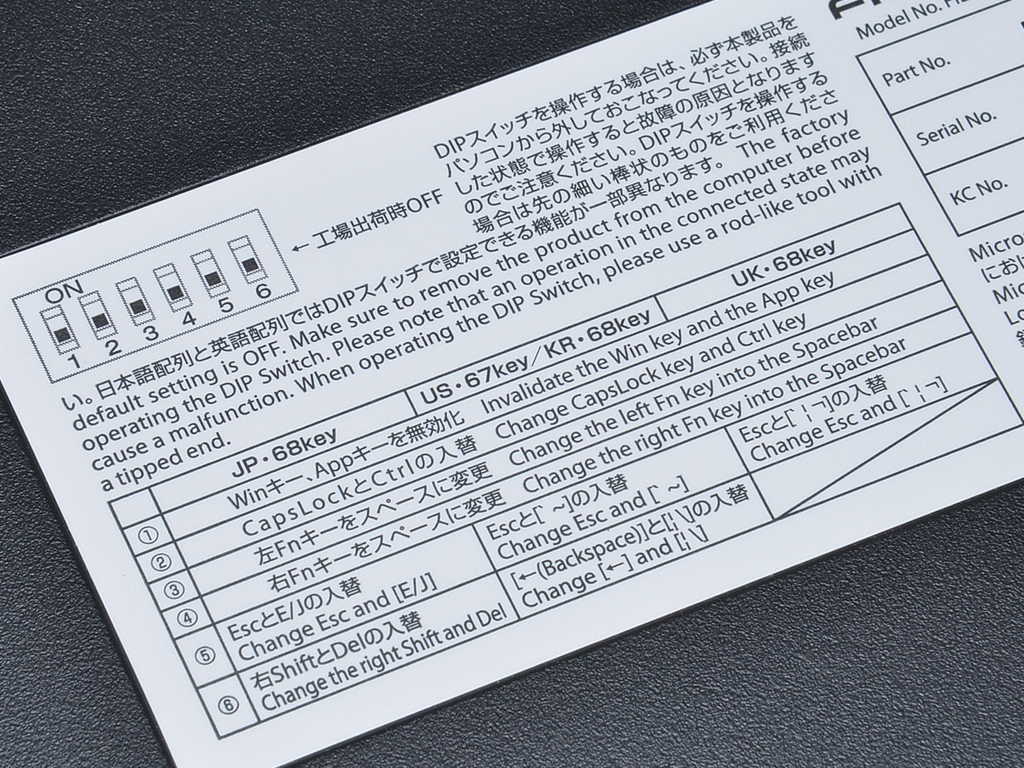 DIPスイッチを操作する場合は、必ず本製品を
パソコンから外しておこなってください。接続
した状態で操作すると故障の原因となります
のでご注意ください。DIPスイッチを操作する
場合は先の細い棒状のものをご利用くださ
い。日本語配列と英語配列ではDIPスイッチで設定できる機能が一部異なります。 The factory
default setting is OFF. Make sure to remove the product from the computer before
operating the DIP Switch. Please note that an operation in the connected state may
cause a malfunction. When operating the DIP Switch, please use a rod-like tool with
a tipped end.
ON
1 2 3 4 5 6
←工場出荷時OFF
JP・68key US・67key/KR・68key UK・68key
① Winキー、Appキーを無効化 Invalidate the Win key and the App key
② CapsLockとCtrlの入替 Change CapsLock key and Ctrl key
③ 左Fnキーをスペースに変更 Change the left Fn key into the Spacebar
④ 右Fnキーをスペースに変更 Change the right Fn key into the Spacebar
⑤ EscとE/Jの入替 Escと[` ~]の入替 Escと[` ¦ ¬]の入替
Change Esc and [E/J] Change Esc and [` ~] Change Esc and [` ¦ ¬]
⑥ 右ShiftとDelの入替 [←(Backspace)]と[¦ \]の入替
Change the right Shift and Del Change [←] and [¦ \]
Model No.
Part No.
Serial No.
KC No.
Micro
にお
Mic
Lo